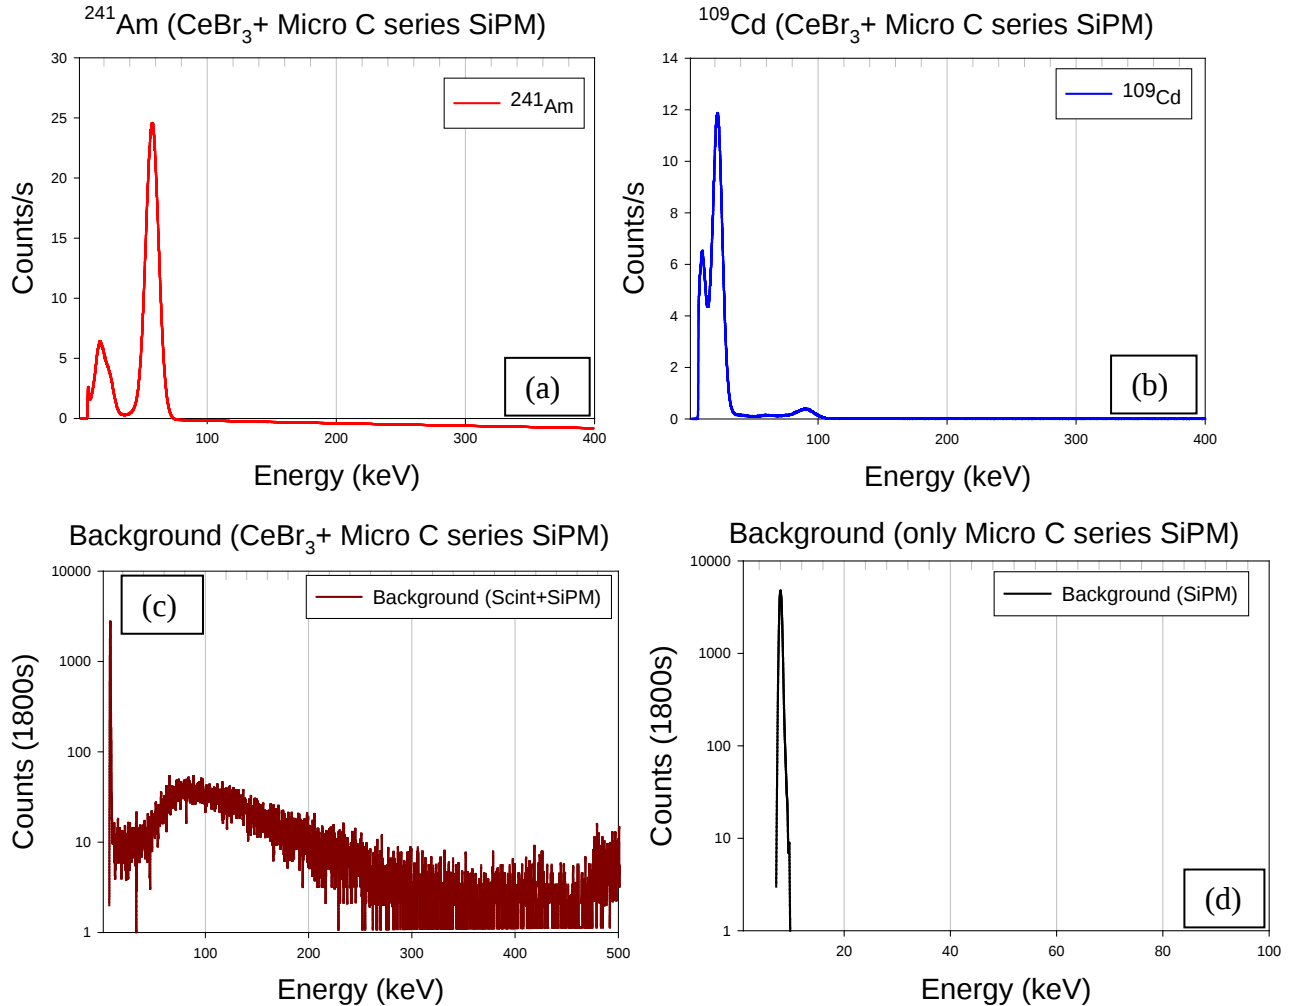 ²⁴¹Am (CeBr₃+ Micro C series SiPM)
30
25
20
15
10
5
0
100
200
300
400
Counts/s
Energy (keV)
²⁴¹Am
(a)
¹⁰⁹Cd (CeBr₃+ Micro C series SiPM)
14
12
10
8
6
4
2
0
100
200
300
400
Counts/s
Energy (keV)
¹⁰⁹Cd
(b)
Background (CeBr₃+ Micro C series SiPM)
10000
1000
100
10
1
100
200
300
400
500
Counts (1800s)
Energy (keV)
Background (Scint+SiPM)
(c)
Background (only Micro C series SiPM)
10000
1000
100
10
1
20
40
60
80
100
Counts (1800s)
Energy (keV)
Background (SiPM)
(d)